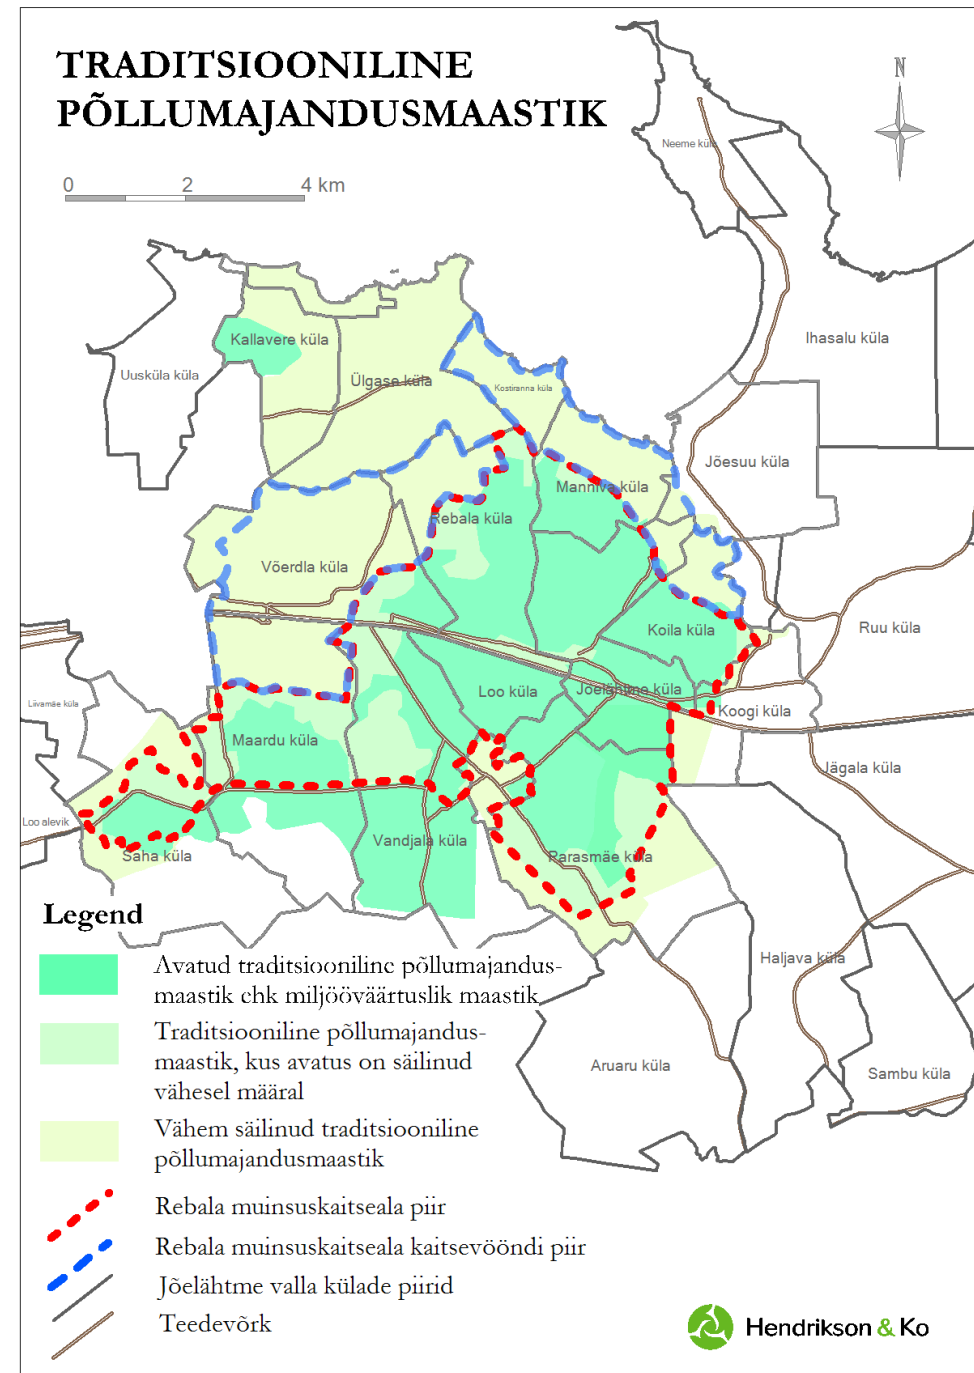 TRADITSIOONILINE
PÕLLUMAJANDUSMAASTIK
N
0 2 4 km
Neeme küla
Ihasalu küla
Kallavere küla
Uusküla küla
Ülgase küla
Kostiranna küla
Jõesuu küla
Manniva küla
Rebala küla
Võerdla küla
Koila küla
Ruu küla
Loo küla
Jõelähtme küla
Liivamäe küla
Koogi küla
Maardu küla
Jägala küla
Loo alevik
Vandjala küla
Saha küla
Parasmäe küla
Haljava küla
Aruaru küla
Sambu küla
Legend
Avatud traditsiooniline põllumajandus-
maastik ehk miljööväärtuslik maastik
Traditsiooniline põllumajandus-
maastik, kus avatus on säilinud
vähesel määral
Vähem säilinud traditsiooniline
põllumajandusmaastik
Rebala muinsuskaitseala piir
Rebala muinsuskaitseala kaitsevööndi piir
Jõelähtme valla külade piirid
Teedevõrk
Hendrikson & Ko